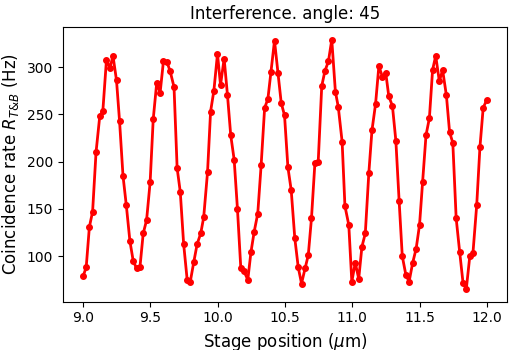 Interference. angle: 45
Coincidence rate R_{T&B} (Hz)
300
250
200
150
100
9.0 9.5 10.0 10.5 11.0 11.5 12.0
Stage position (μm)